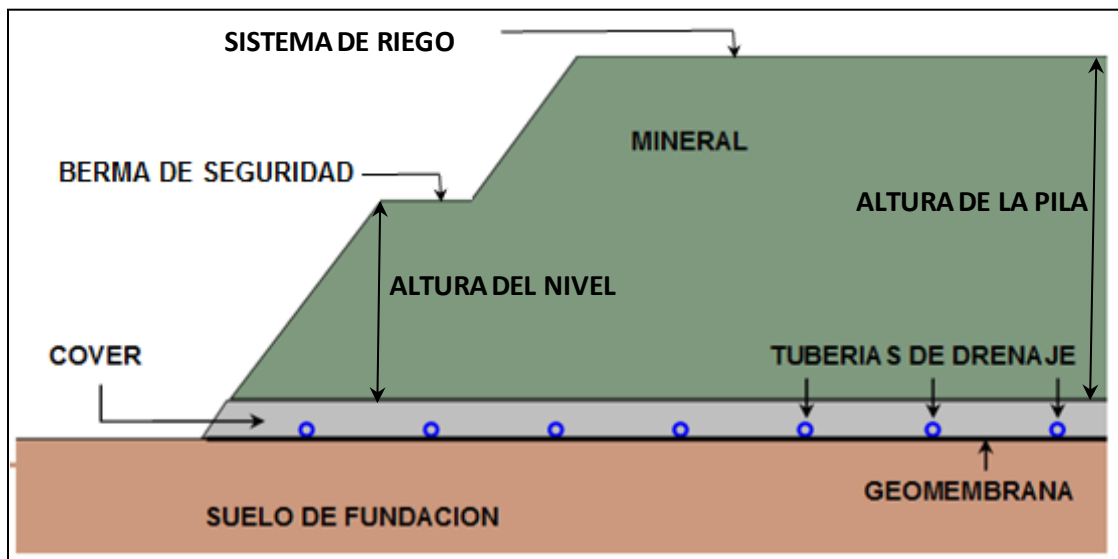 SISTEMA DE RIEGO
MINERAL
BERMA DE SEGURIDAD
ALTURA DE LA PILA
ALTURA DEL NIVEL
COVER
TUBERIAS DE DRENAJE
GEOMEMBRANA
SUELO DE FUNDACION